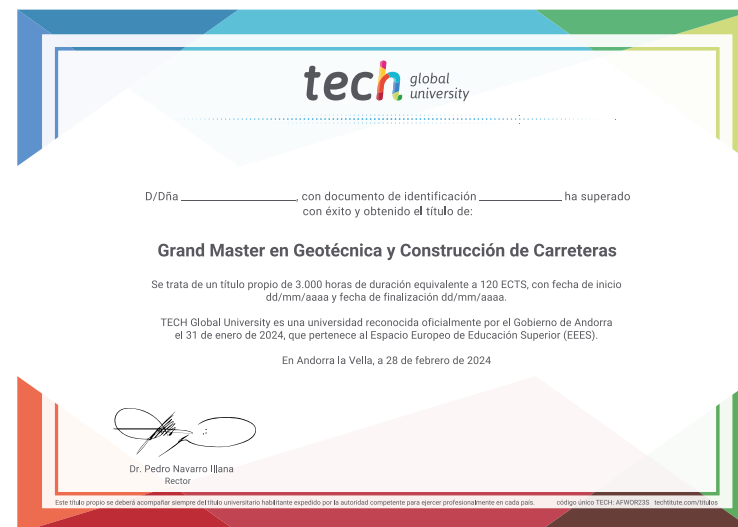 tech global university
D/Dña ______________, con documento de identificación ______________ ha superado
con éxito y obtenido el título de:
Grand Master en Geotécnica y Construcción de Carreteras
Se trata de un título propio de 3.000 horas de duración equivalente a 120 ECTS, con fecha de inicio
dd/mm/aaaa y fecha de finalización dd/mm/aaaa.
TECH Global University es una universidad reconocida oficialmente por el Gobierno de Andorra
el 31 de enero de 2024, que pertenece al Espacio Europeo de Educación Superior (EEES).
En Andorra la Vella, a 28 de febrero de 2024
Dr. Pedro Navarro Illana
Rector
Este título propio se deberá acompañar siempre del título universitario habilitante expedido por la autoridad competente para ejercer profesionalmente en cada país. código único TECH: AFWOR23S techtitute.com/titulos